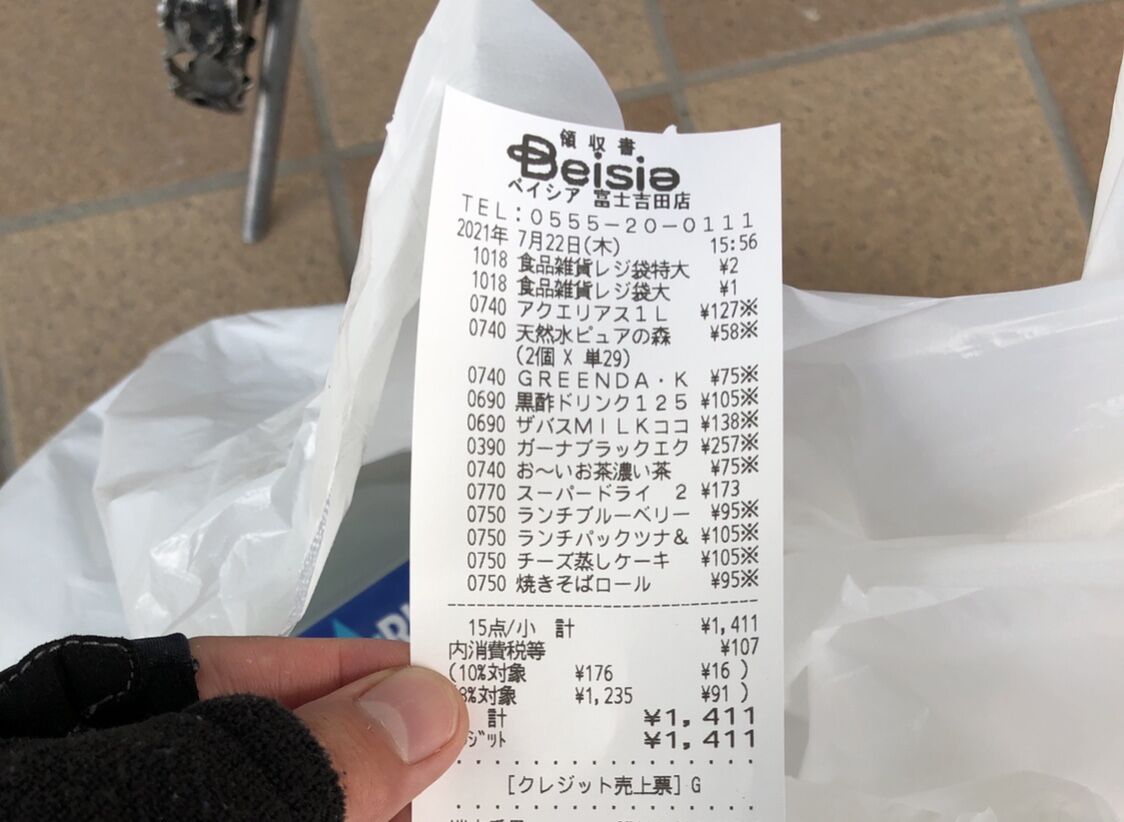 領収書
Beisia
ベイシア 富士吉田店
TEL:0555-20-0111
2021年 7月22日(木) 15:56
1018 食品雑貨レジ袋特大 ¥2
1018 食品雑貨レジ袋大 ¥1
0740 アクエリアス1L ¥127※
0740 天然水ピュアの森 ¥58※
(2個 X 単29)
0740 GREENDA・K ¥75※
0690 黒酢ドリンク125 ¥105※
0690 ザバスMILKココ ¥138※
0390 ガーナブラックエク ¥257※
0740 お〜いお茶濃い茶 ¥75※
0770 スーパードライ 2 ¥173
0750 ランチブルーベリー ¥95※
0750 ランチパックツナ& ¥105※
0750 チーズ蒸しケーキ ¥105※
0750 焼きそばロール ¥95※
15点/小 計 ¥1,411
内消費税等 ¥107
(10%対象 ¥176 ¥16 )
8%対象 ¥1,235 ¥91 )
計 ¥1,411
ジット ¥1,411
[クレジット売上票]G